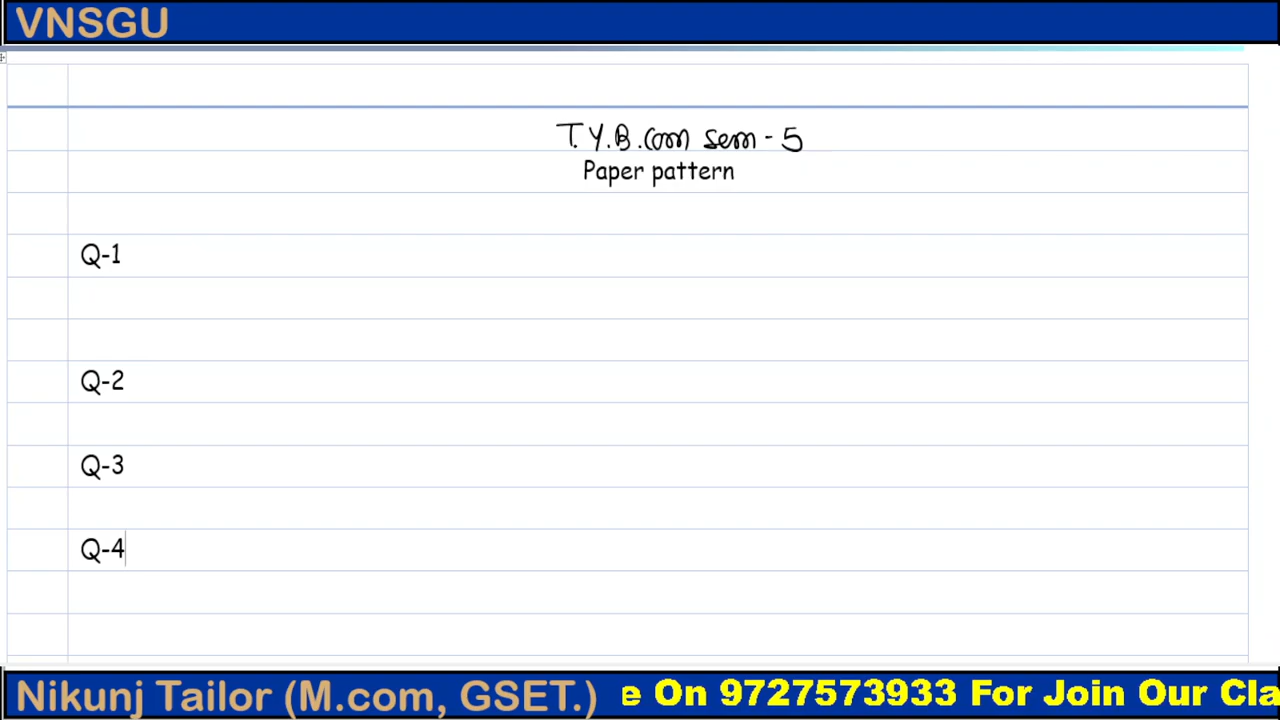 VNSGU
T.Y.B.Com sem - 5
Paper pattern
Q-1
Q-2
Q-3
Q-4
Nikunj Tailor (M.com, GSET.)
e On 9727573933 For Join Our Cla